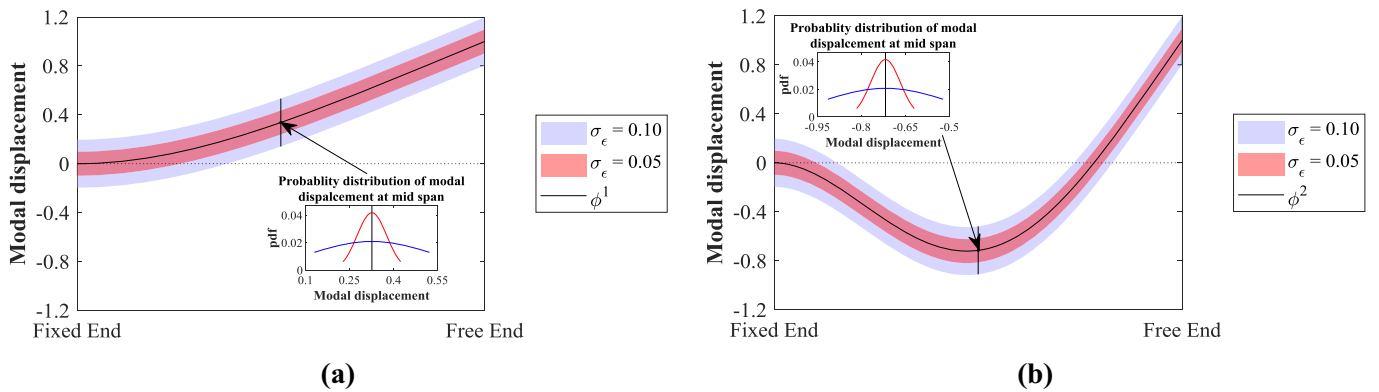 1.2
0.8
0.4
0
-0.4
-0.8
-1.2
Modal displacement
Fixed End
Free End
Probablity distribution of modal
dispalcement at mid span
pdf
0.04
0.02
0
0.1
0.25
0.4
0.55
Modal displacement
σϵ = 0.10
σϵ = 0.05
ϕ1
(a)
1.2
0.8
0.4
0
-0.4
-0.8
-1.2
Modal displacement
Fixed End
Free End
Probablity distribution of modal
dispalcement at mid span
pdf
0.04
0.02
0
-0.95
-0.8
-0.65
-0.5
Modal displacement
σϵ = 0.10
σϵ = 0.05
ϕ2
(b)